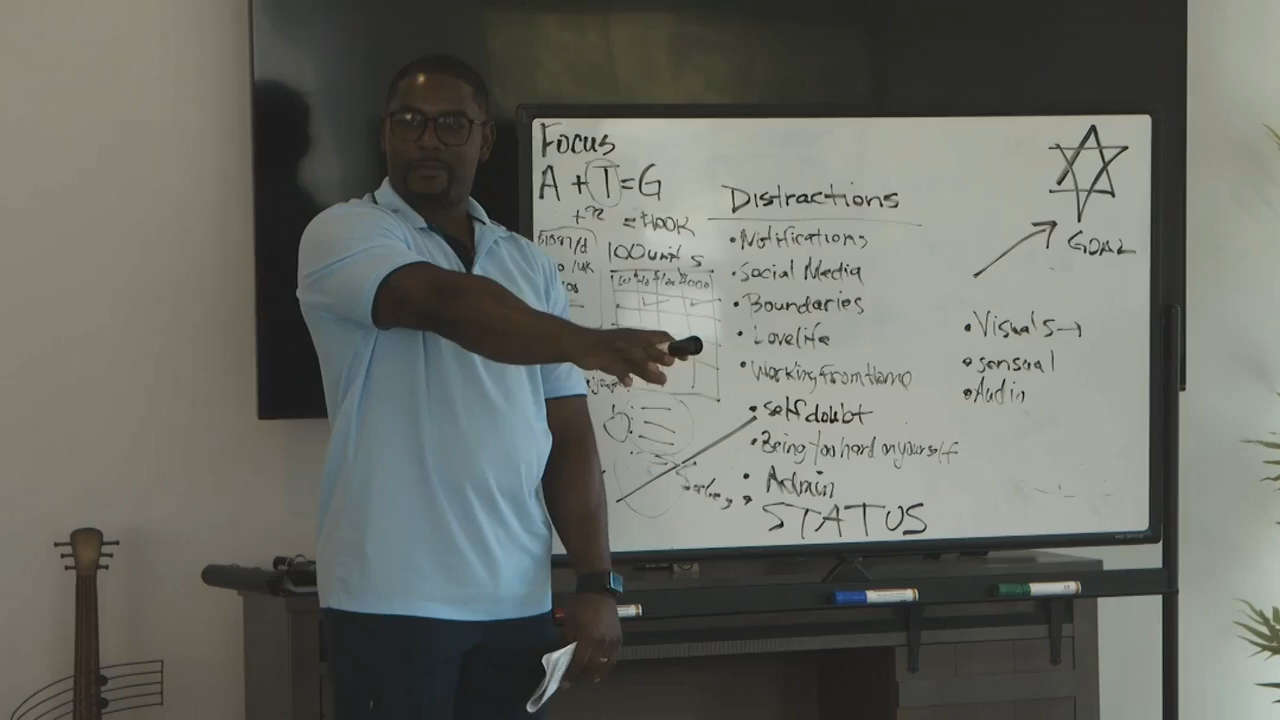 Focus
A + T = G
= $400K
100 units
Distractions
• Notifications
• Social Media
• Boundaries
• Lovelife
• Working from Home
• Self doubt
• Being too hard on yourself
• Admin
STATUS
GOAL
• Visuals →
• sensual
• Audio